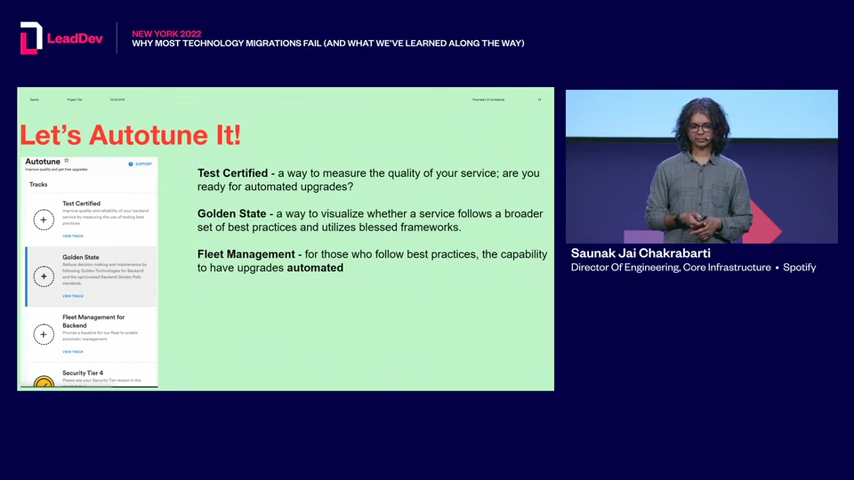 LeadDev
NEW YORK 2022
WHY MOST TECHNOLOGY MIGRATIONS FAIL (AND WHAT WE'VE LEARNED ALONG THE WAY)
Spotify Project Title Proprietary & Confidential
Let's Autotune It!
Autotune
Improve quality and get free upgrades
SUPPORT
Tracks
Test Certified
Improve quality and reliability of your backend
service by measuring the use of testing best
practices.
VIEW TRACK
Golden State
Reduce decision making and maintenance by
following Golden Technologies for Backend
and the opinionated Backend Golden Path
standards.
VIEW TRACK
Fleet Management for
Backend
Provide a baseline for our fleet to enable
automatic management.
VIEW TRACK
Security Tier 4
Please see your Security Tier reason in the
Test Certified - a way to measure the quality of your service; are you
ready for automated upgrades?
Golden State - a way to visualize whether a service follows a broader
set of best practices and utilizes blessed frameworks.
Fleet Management - for those who follow best practices, the capability
to have upgrades automated
Saunak Jai Chakrabarti
Director Of Engineering, Core Infrastructure • Spotify